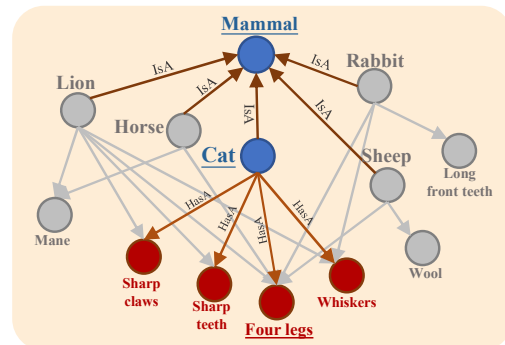 Mammal
Lion
Rabbit
IsA
IsA
IsA
IsA
IsA
Horse
Cat
Sheep
Long
front teeth
HasA
HasA
HasA
HasA
Mane
Wool
Sharp
claws
Sharp
teeth
Four legs
Whiskers